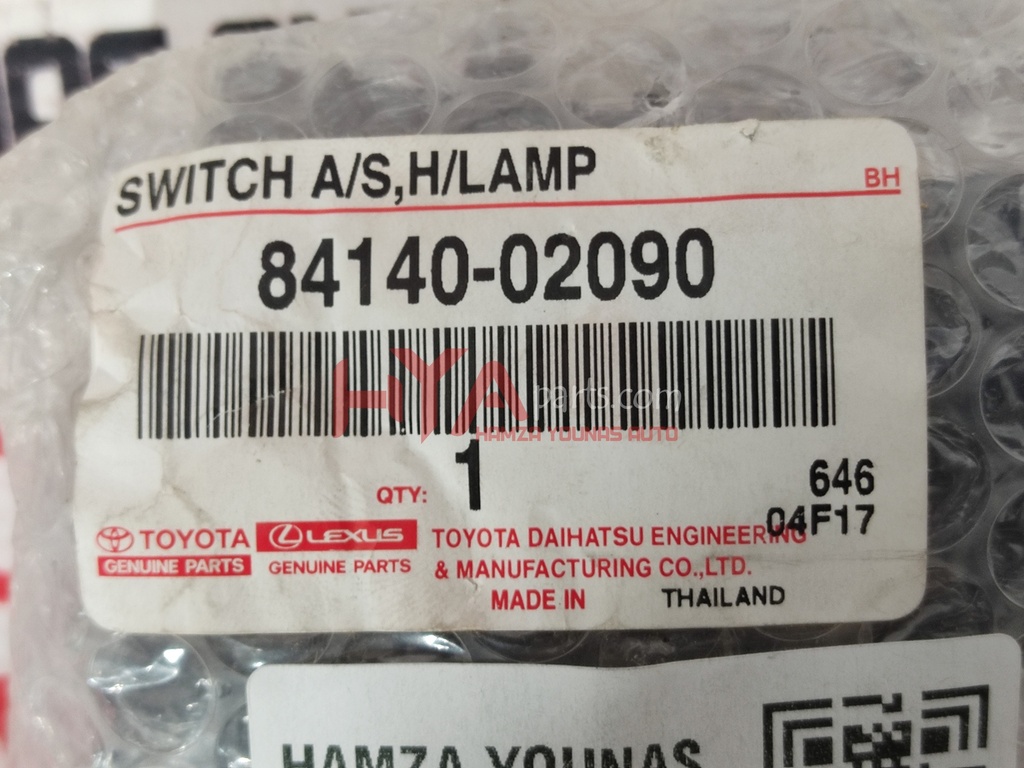 SWITCH A/S,H/LAMP
BH
84140-02090
HYA parts.com
HAMZA YOUNAS AUTO
QTY: 1
646
04F17
TOYOTA
GENUINE PARTS
LEXUS
GENUINE PARTS
TOYOTA DAIHATSU ENGINEERING
& MANUFACTURING CO.,LTD.
MADE IN THAILAND
HAMZA YOUNAS